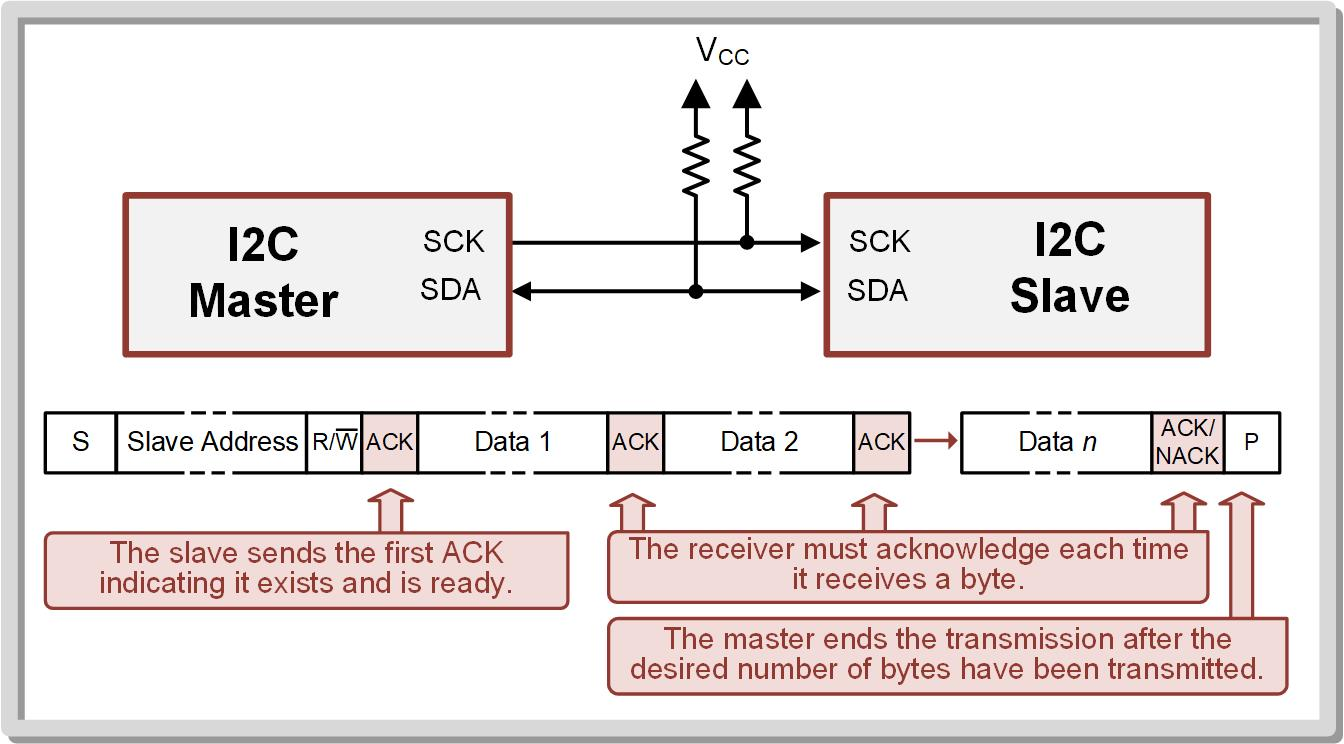 VCC
I2C
Master
SCK
SDA
SCK
SDA
I2C
Slave
S
Slave Address
R/W̅
ACK
Data 1
ACK
Data 2
ACK
Data n
ACK/
NACK
P
The slave sends the first ACK
indicating it exists and is ready.
The receiver must acknowledge each time
it receives a byte.
The master ends the transmission after the
desired number of bytes have been transmitted.